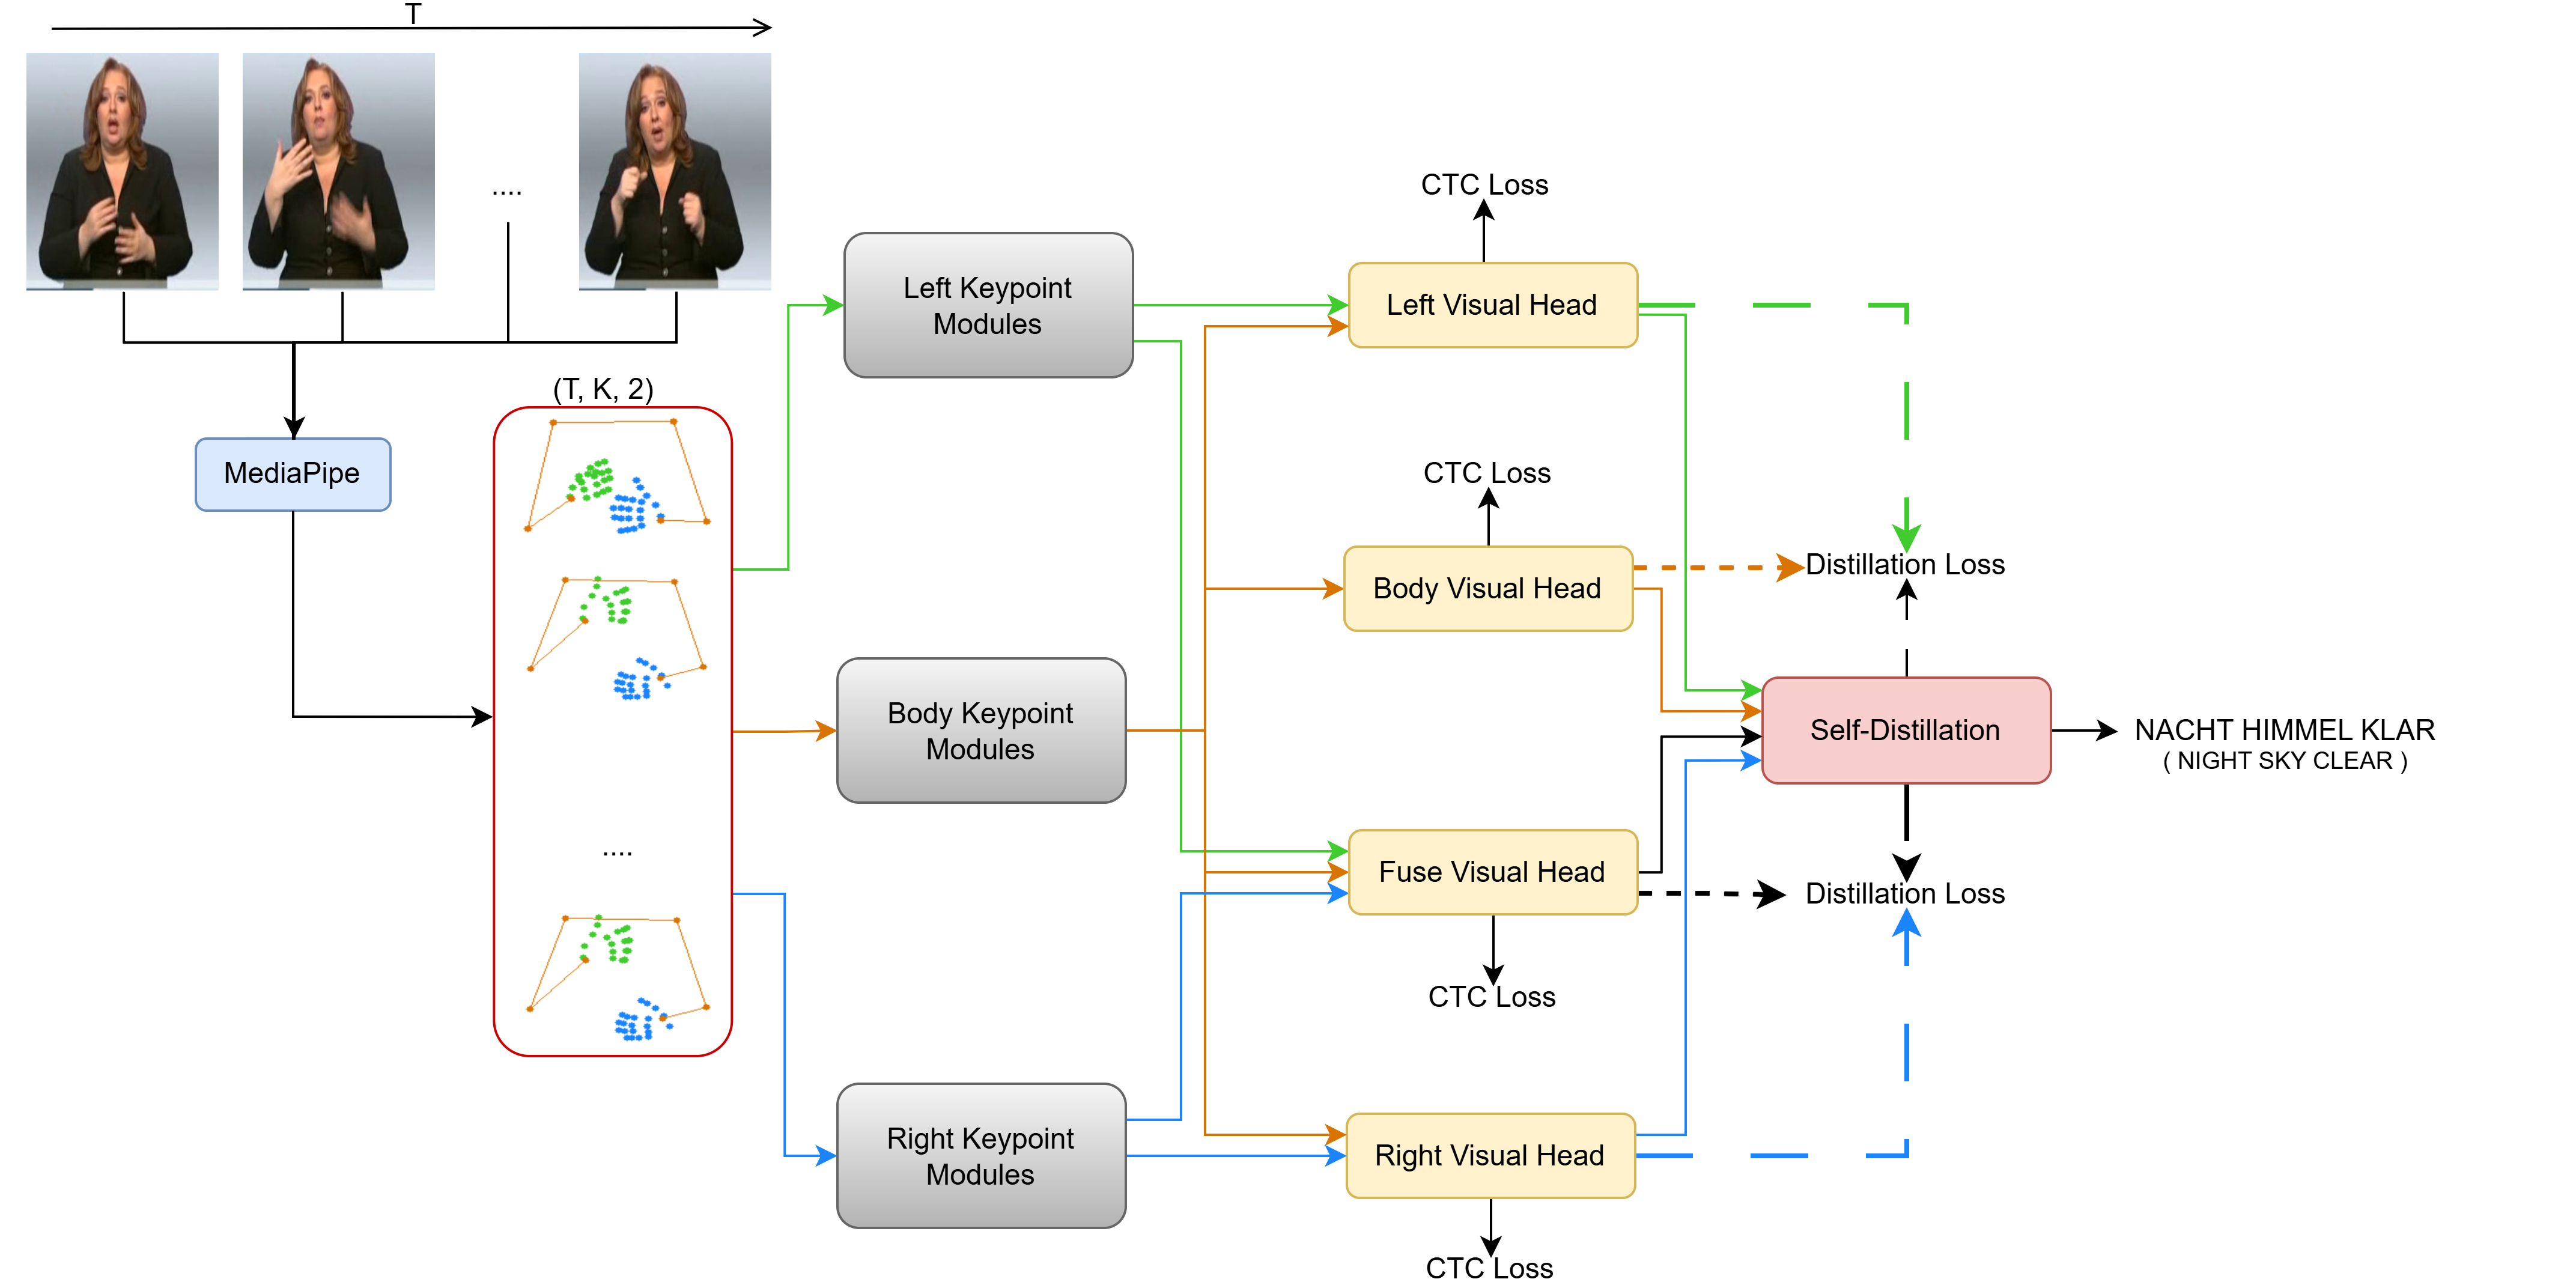 T
....
(T, K, 2)
MediaPipe
....
Left Keypoint
Modules
Body Keypoint
Modules
Right Keypoint
Modules
CTC Loss
Left Visual Head
CTC Loss
Body Visual Head
Fuse Visual Head
CTC Loss
Right Visual Head
CTC Loss
Distillation Loss
Self-Distillation
Distillation Loss
NACHT HIMMEL KLAR
( NIGHT SKY CLEAR )